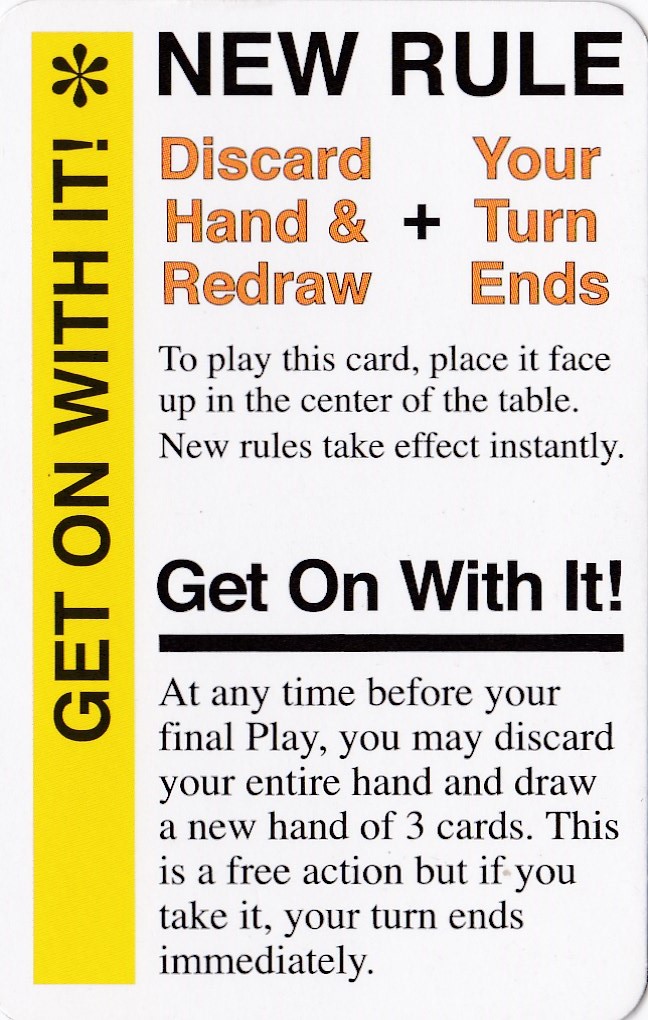 GET ON WITH IT! *
NEW RULE
Discard
Hand &
Redraw
+
Your
Turn
Ends
To play this card, place it face
up in the center of the table.
New rules take effect instantly.
Get On With It!
At any time before your
final Play, you may discard
your entire hand and draw
a new hand of 3 cards. This
is a free action but if you
take it, your turn ends
immediately.